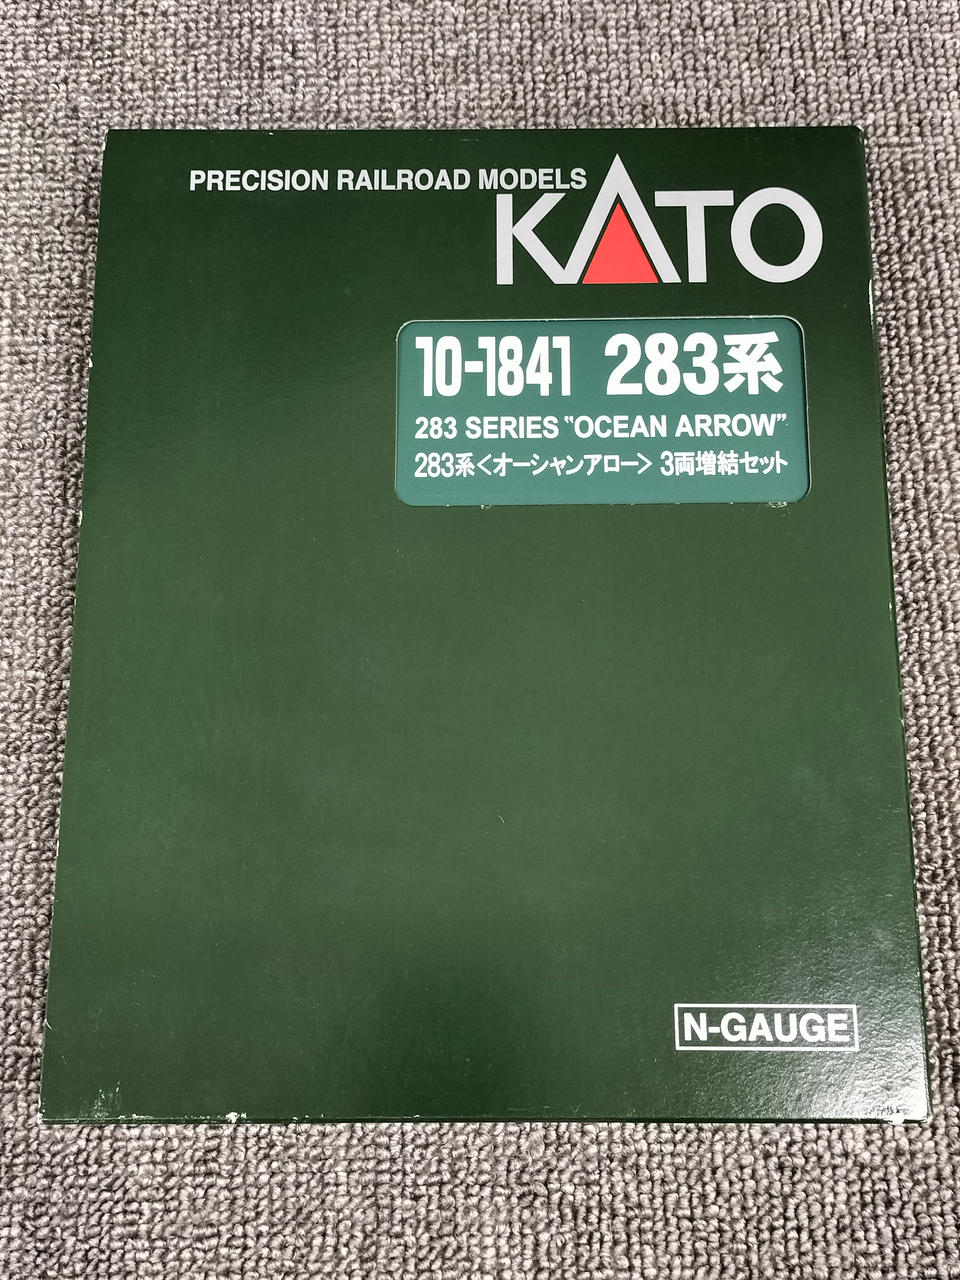 PRECISION RAILROAD MODELS
KATO
10-1841 283系
283 SERIES "OCEAN ARROW"
283系<オーシャンアロー> 3両増結セット
N-GAUGE